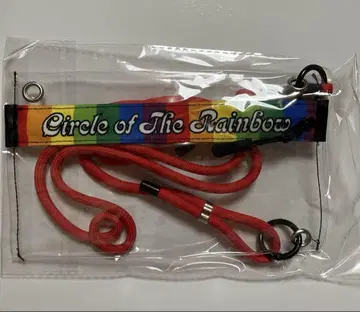 Circle of The Rainbow